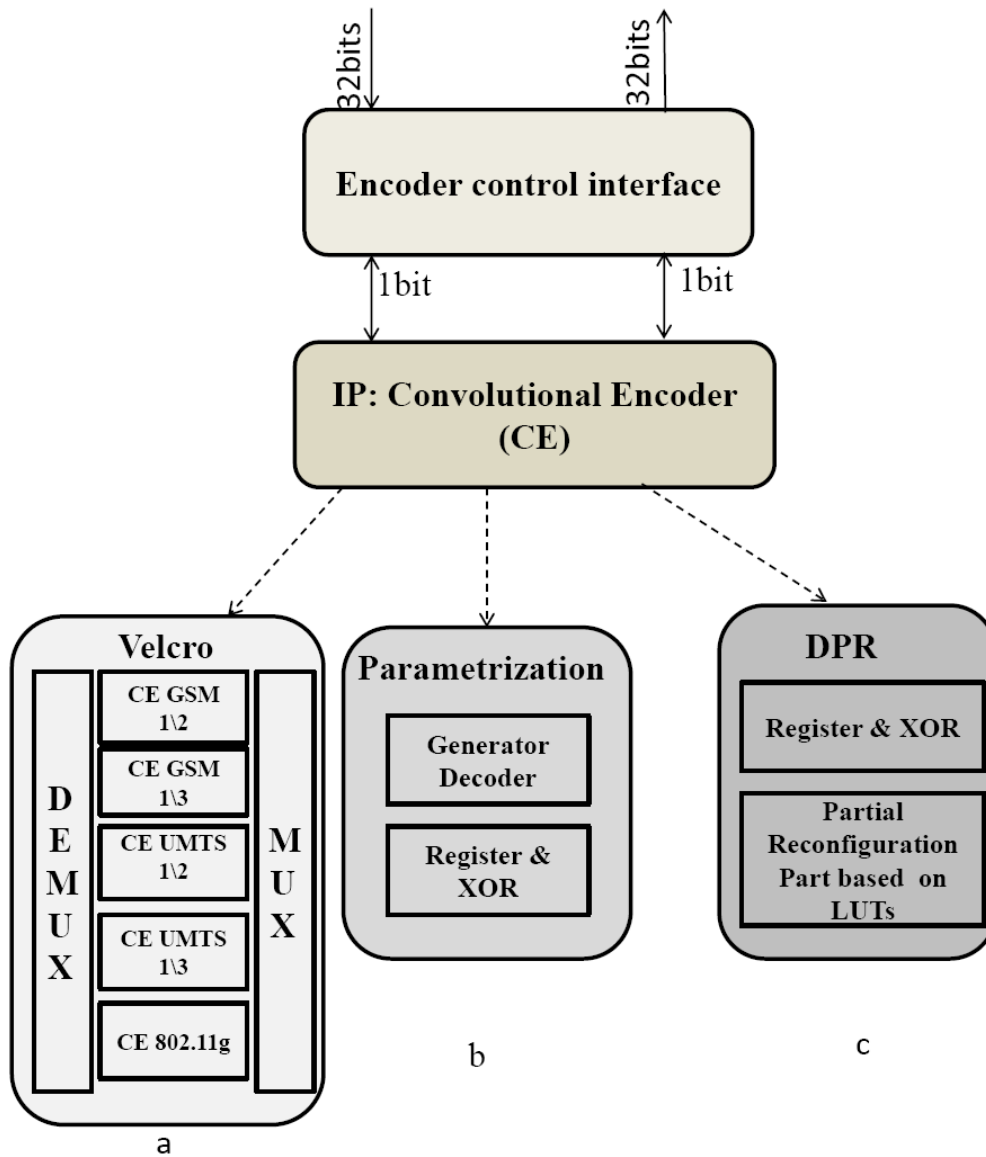 32bits
32bits
Encoder control interface
1bit
1bit
IP: Convolutional Encoder
(CE)
Velcro
DEMUX
CE GSM
1\2
CE GSM
1\3
CE UMTS
1\2
CE UMTS
1\3
CE 802.11g
MUX
a
Parametrization
Generator
Decoder
Register &
XOR
b
DPR
Register & XOR
Partial
Reconfiguration
Part based on
LUTs
c